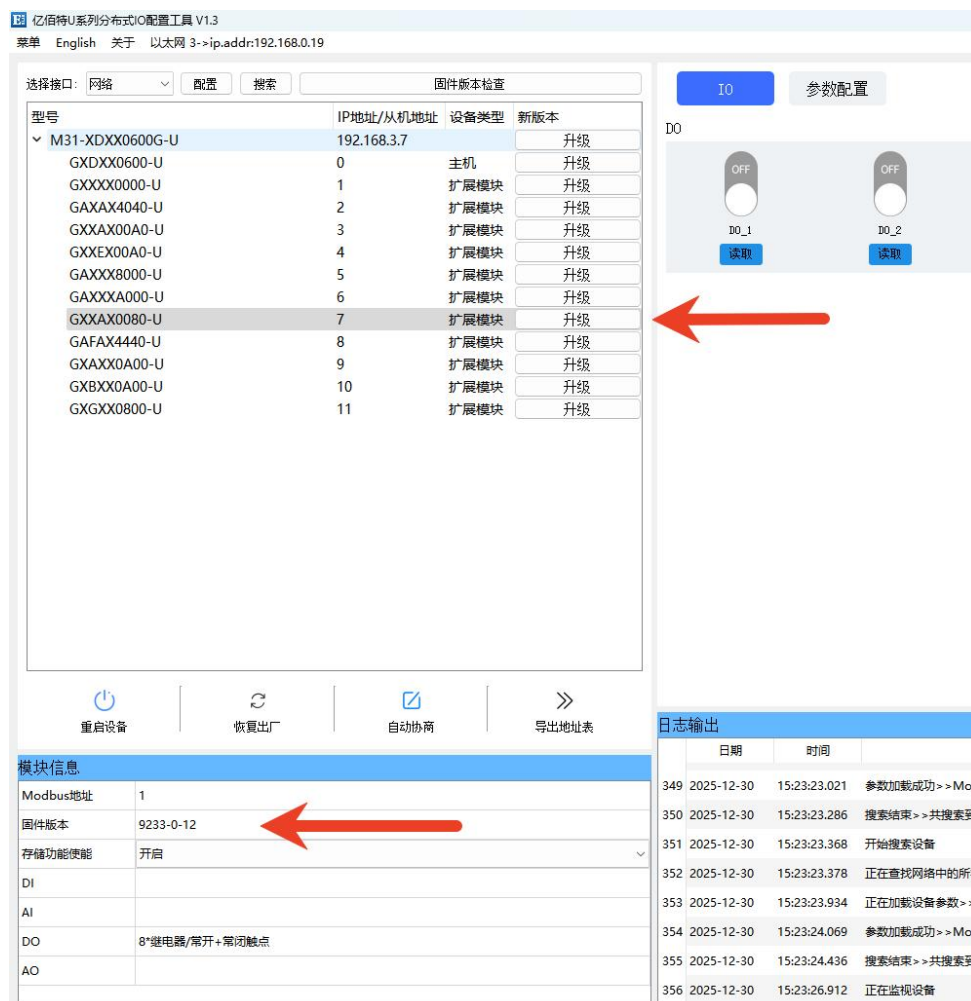 亿佰特U系列分布式IO配置工具 V1.3
菜单 English 关于 以太网 3->ip.addr:192.168.0.19
选择接口: 网络 配置 搜索 固件版本检查
型号 IP地址/从机地址 设备类型 新版本
M31-XDXX0600G-U 192.168.3.7 升级
GXDXX0600-U 0 主机 升级
GXXXX0000-U 1 扩展模块 升级
GAXAX4040-U 2 扩展模块 升级
GXXAX00A0-U 3 扩展模块 升级
GXXEX00A0-U 4 扩展模块 升级
GAXXX8000-U 5 扩展模块 升级
GAXXXA000-U 6 扩展模块 升级
GXXAX0080-U 7 扩展模块 升级
GAFAX4440-U 8 扩展模块 升级
GXAXX0A00-U 9 扩展模块 升级
GXBXX0A00-U 10 扩展模块 升级
GXGXX0800-U 11 扩展模块 升级
重启设备 恢复出厂 自动协商 导出地址表
模块信息
Modbus地址 1
固件版本 9233-0-12
存储功能使能 开启
DI
AI
DO 8*继电器/常开+常闭触点
AO
IO 参数配置
DO
OFF OFF
DO_1 DO_2
读取 读取
日志输出
日期 时间
349 2025-12-30 15:23:23.021 参数加载成功>>Mo
350 2025-12-30 15:23:23.286 搜索结束>>共搜索到
351 2025-12-30 15:23:23.368 开始搜索设备
352 2025-12-30 15:23:23.378 正在查找网络中的所
353 2025-12-30 15:23:23.934 正在加载设备参数>>
354 2025-12-30 15:23:24.069 参数加载成功>>Mo
355 2025-12-30 15:23:24.436 搜索结束>>共搜索到
356 2025-12-30 15:23:26.912 正在监视设备